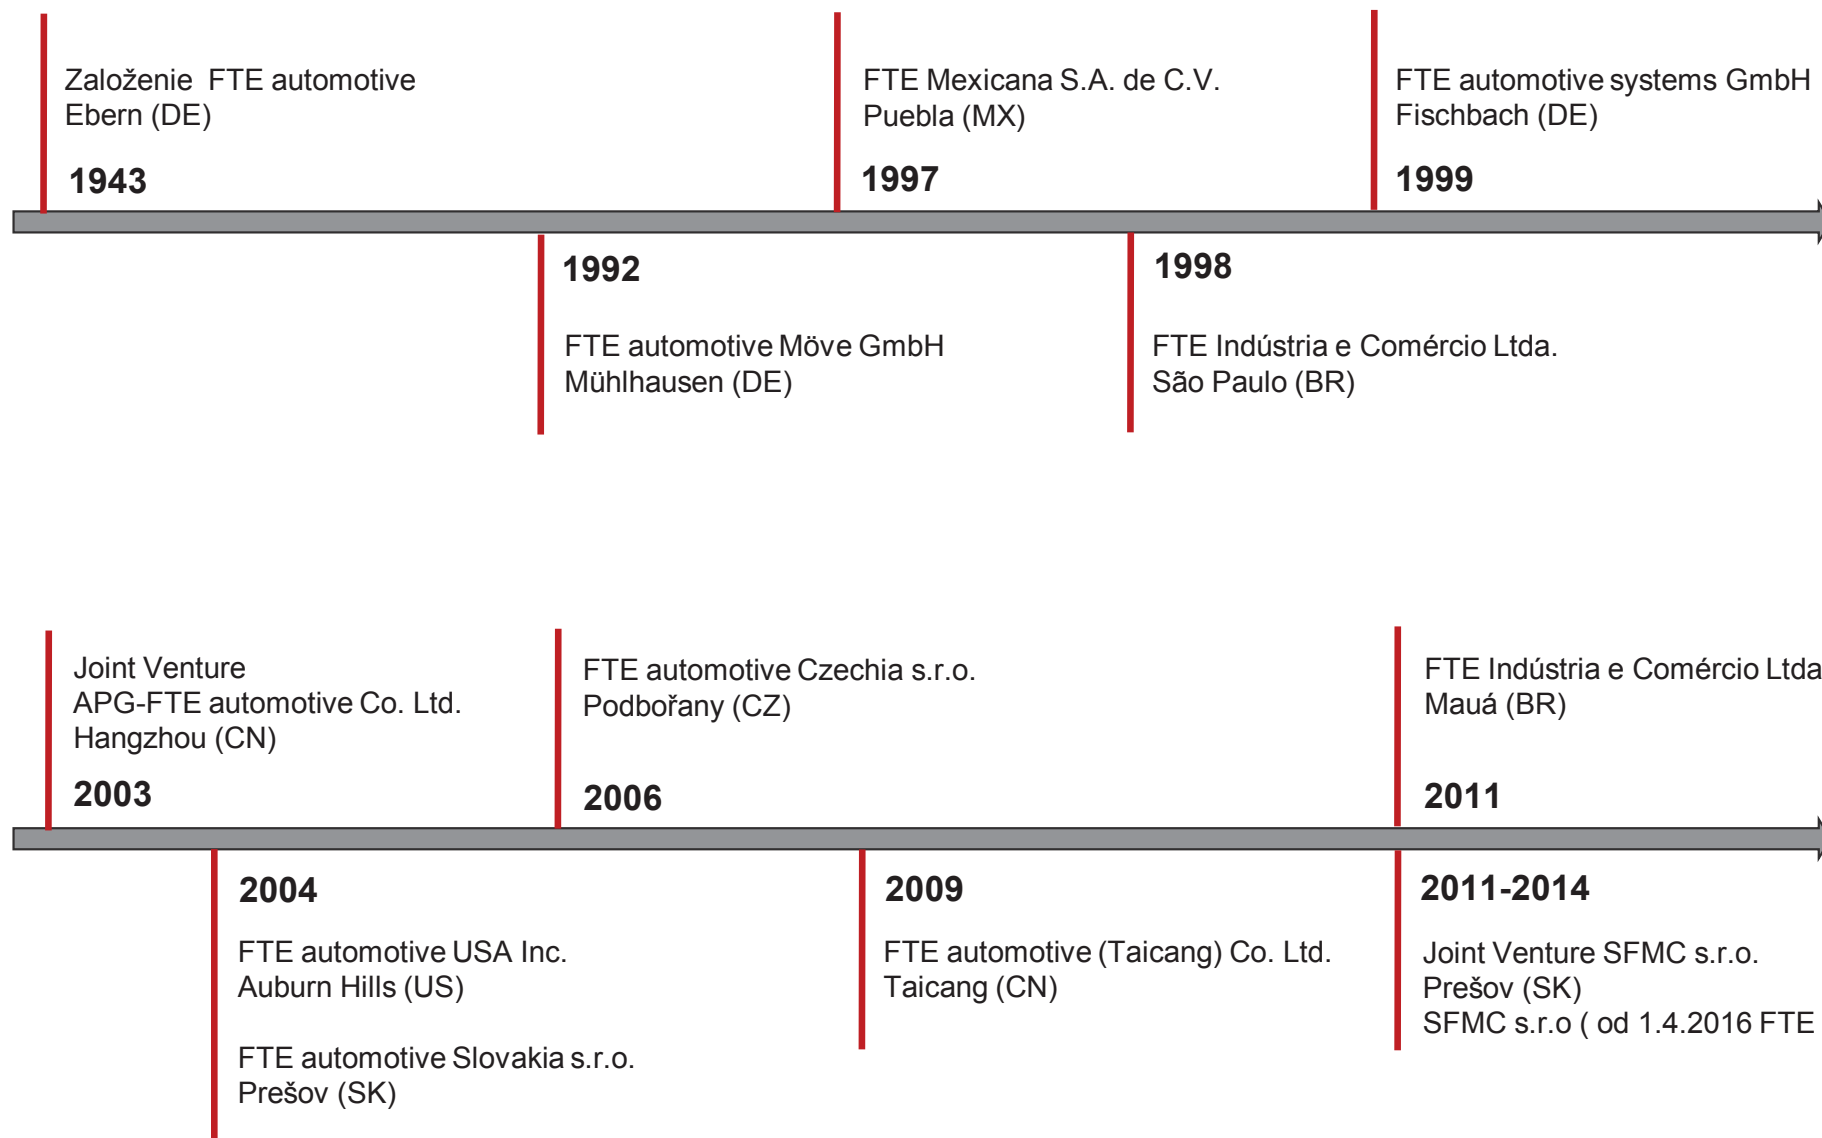 Založenie FTE automotive
Ebern (DE)
1943
FTE Mexicana S.A. de C.V.
Puebla (MX)
1997
FTE automotive systems GmbH
Fischbach (DE)
1999
1992
FTE automotive Möve GmbH
Mühlhausen (DE)
1998
FTE Indústria e Comércio Ltda.
São Paulo (BR)
Joint Venture
APG-FTE automotive Co. Ltd.
Hangzhou (CN)
2003
FTE automotive Czechia s.r.o.
Podbořany (CZ)
2006
FTE Indústria e Comércio Ltda
Mauá (BR)
2011
2004
FTE automotive USA Inc.
Auburn Hills (US)
FTE automotive Slovakia s.r.o.
Prešov (SK)
2009
FTE automotive (Taicang) Co. Ltd.
Taicang (CN)
2011-2014
Joint Venture SFMC s.r.o.
Prešov (SK)
SFMC s.r.o ( od 1.4.2016 FTE